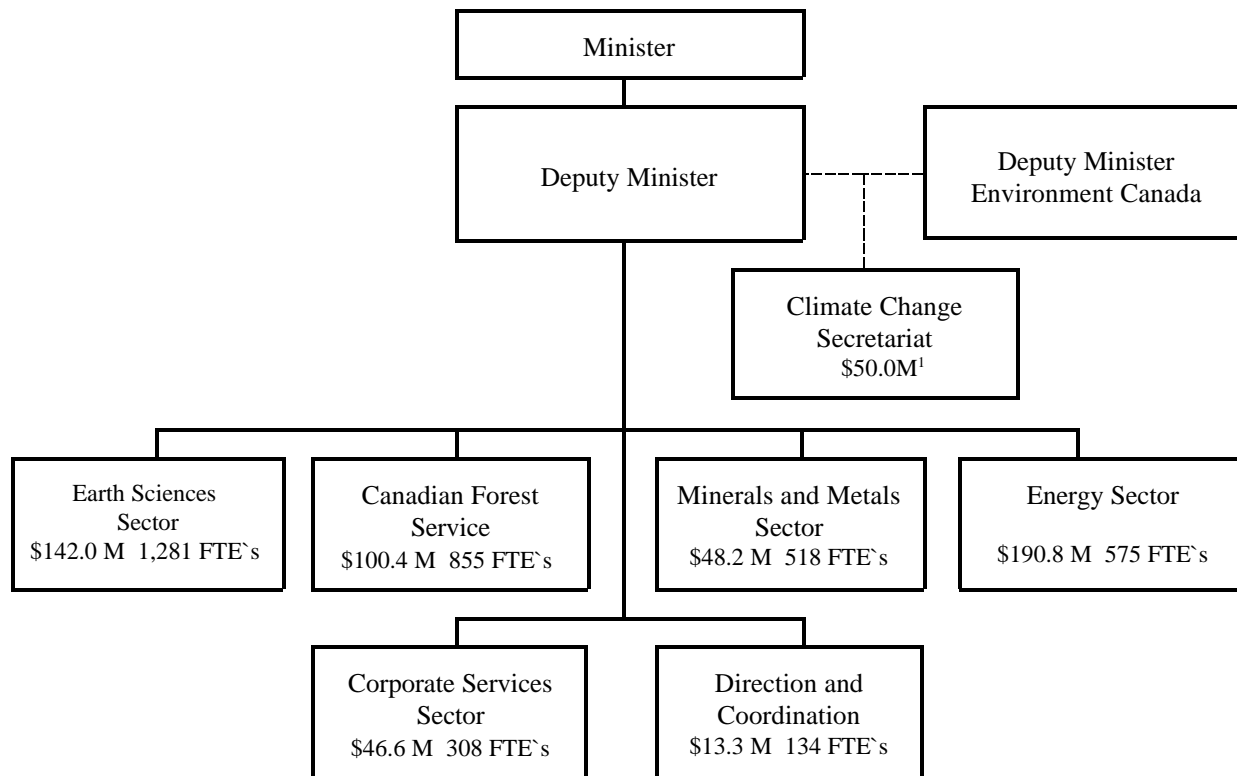 Minister
Deputy Minister
Deputy Minister
Environment Canada
Climate Change
Secretariat
$50.0M¹
Earth Sciences
Sector
$142.0 M  1,281 FTE`s
Canadian Forest
Service
$100.4 M  855 FTE`s
Minerals and Metals
Sector
$48.2 M  518 FTE`s
Energy Sector
$190.8 M  575 FTE`s
Corporate Services
Sector
$46.6 M  308 FTE`s
Direction and
Coordination
$13.3 M  134 FTE`s